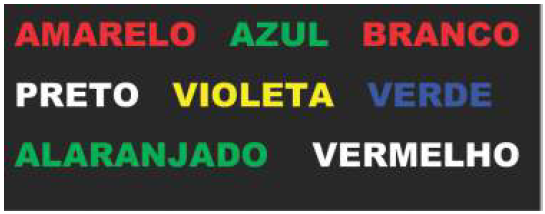 AMARELO AZUL BRANCO
PRETO VIOLETA VERDE
ALARANJADO VERMELHO